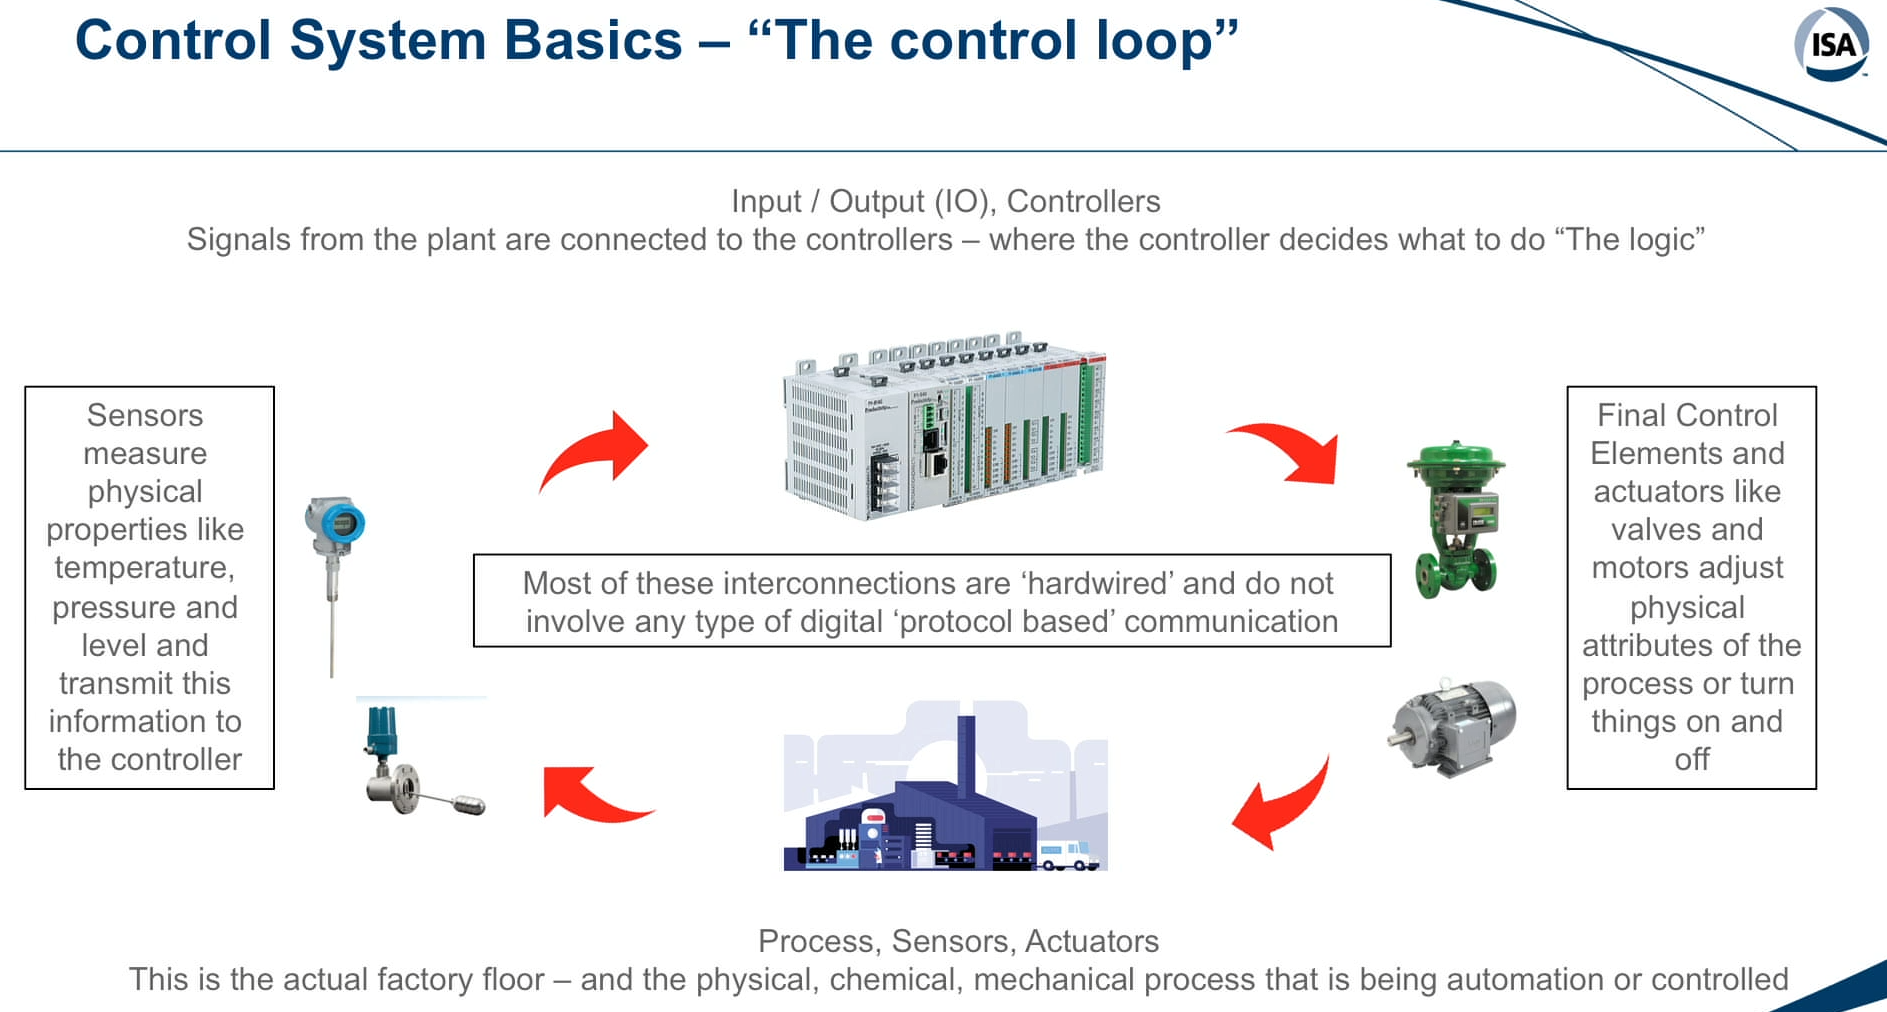 Control System Basics – “The control loop”
ISA
Input / Output (IO), Controllers
Signals from the plant are connected to the controllers – where the controller decides what to do “The logic”
Sensors
measure
physical
properties like
temperature,
pressure and
level and
transmit this
information to
the controller
Most of these interconnections are ‘hardwired’ and do not
involve any type of digital ‘protocol based’ communication
Final Control
Elements and
actuators like
valves and
motors adjust
physical
attributes of the
process or turn
things on and
off
Process, Sensors, Actuators
This is the actual factory floor – and the physical, chemical, mechanical process that is being automation or controlled